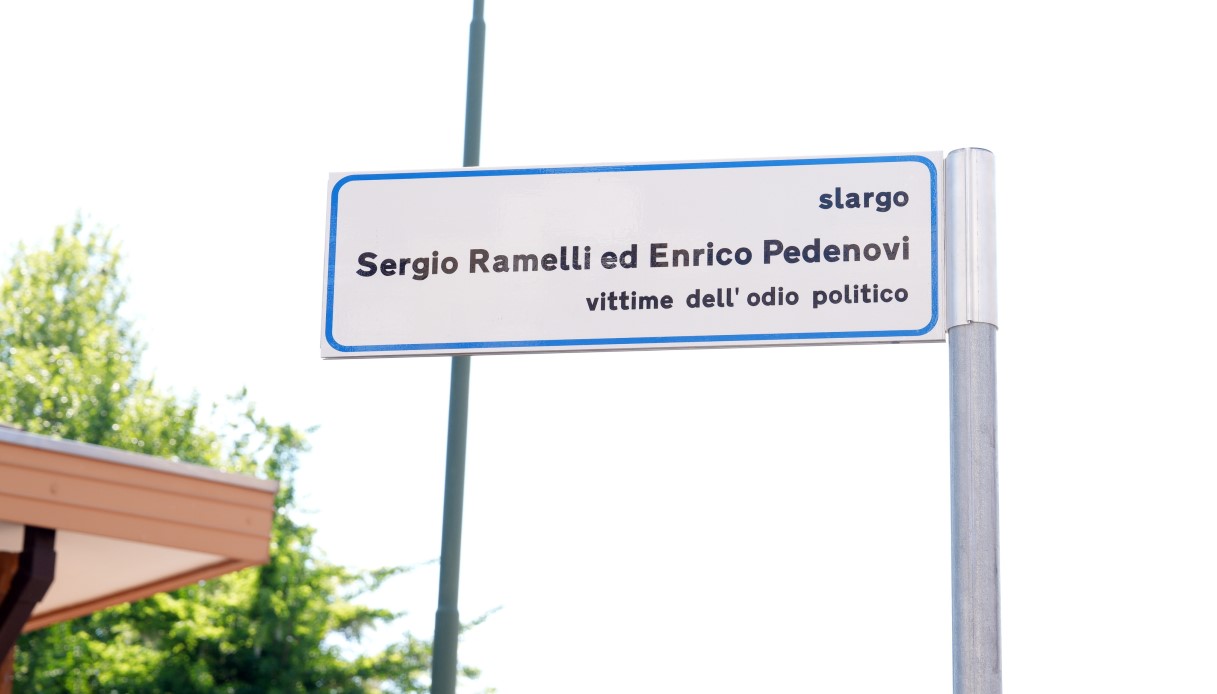 slargo
Sergio Ramelli ed Enrico Pedenovi
vittime dell' odio politico